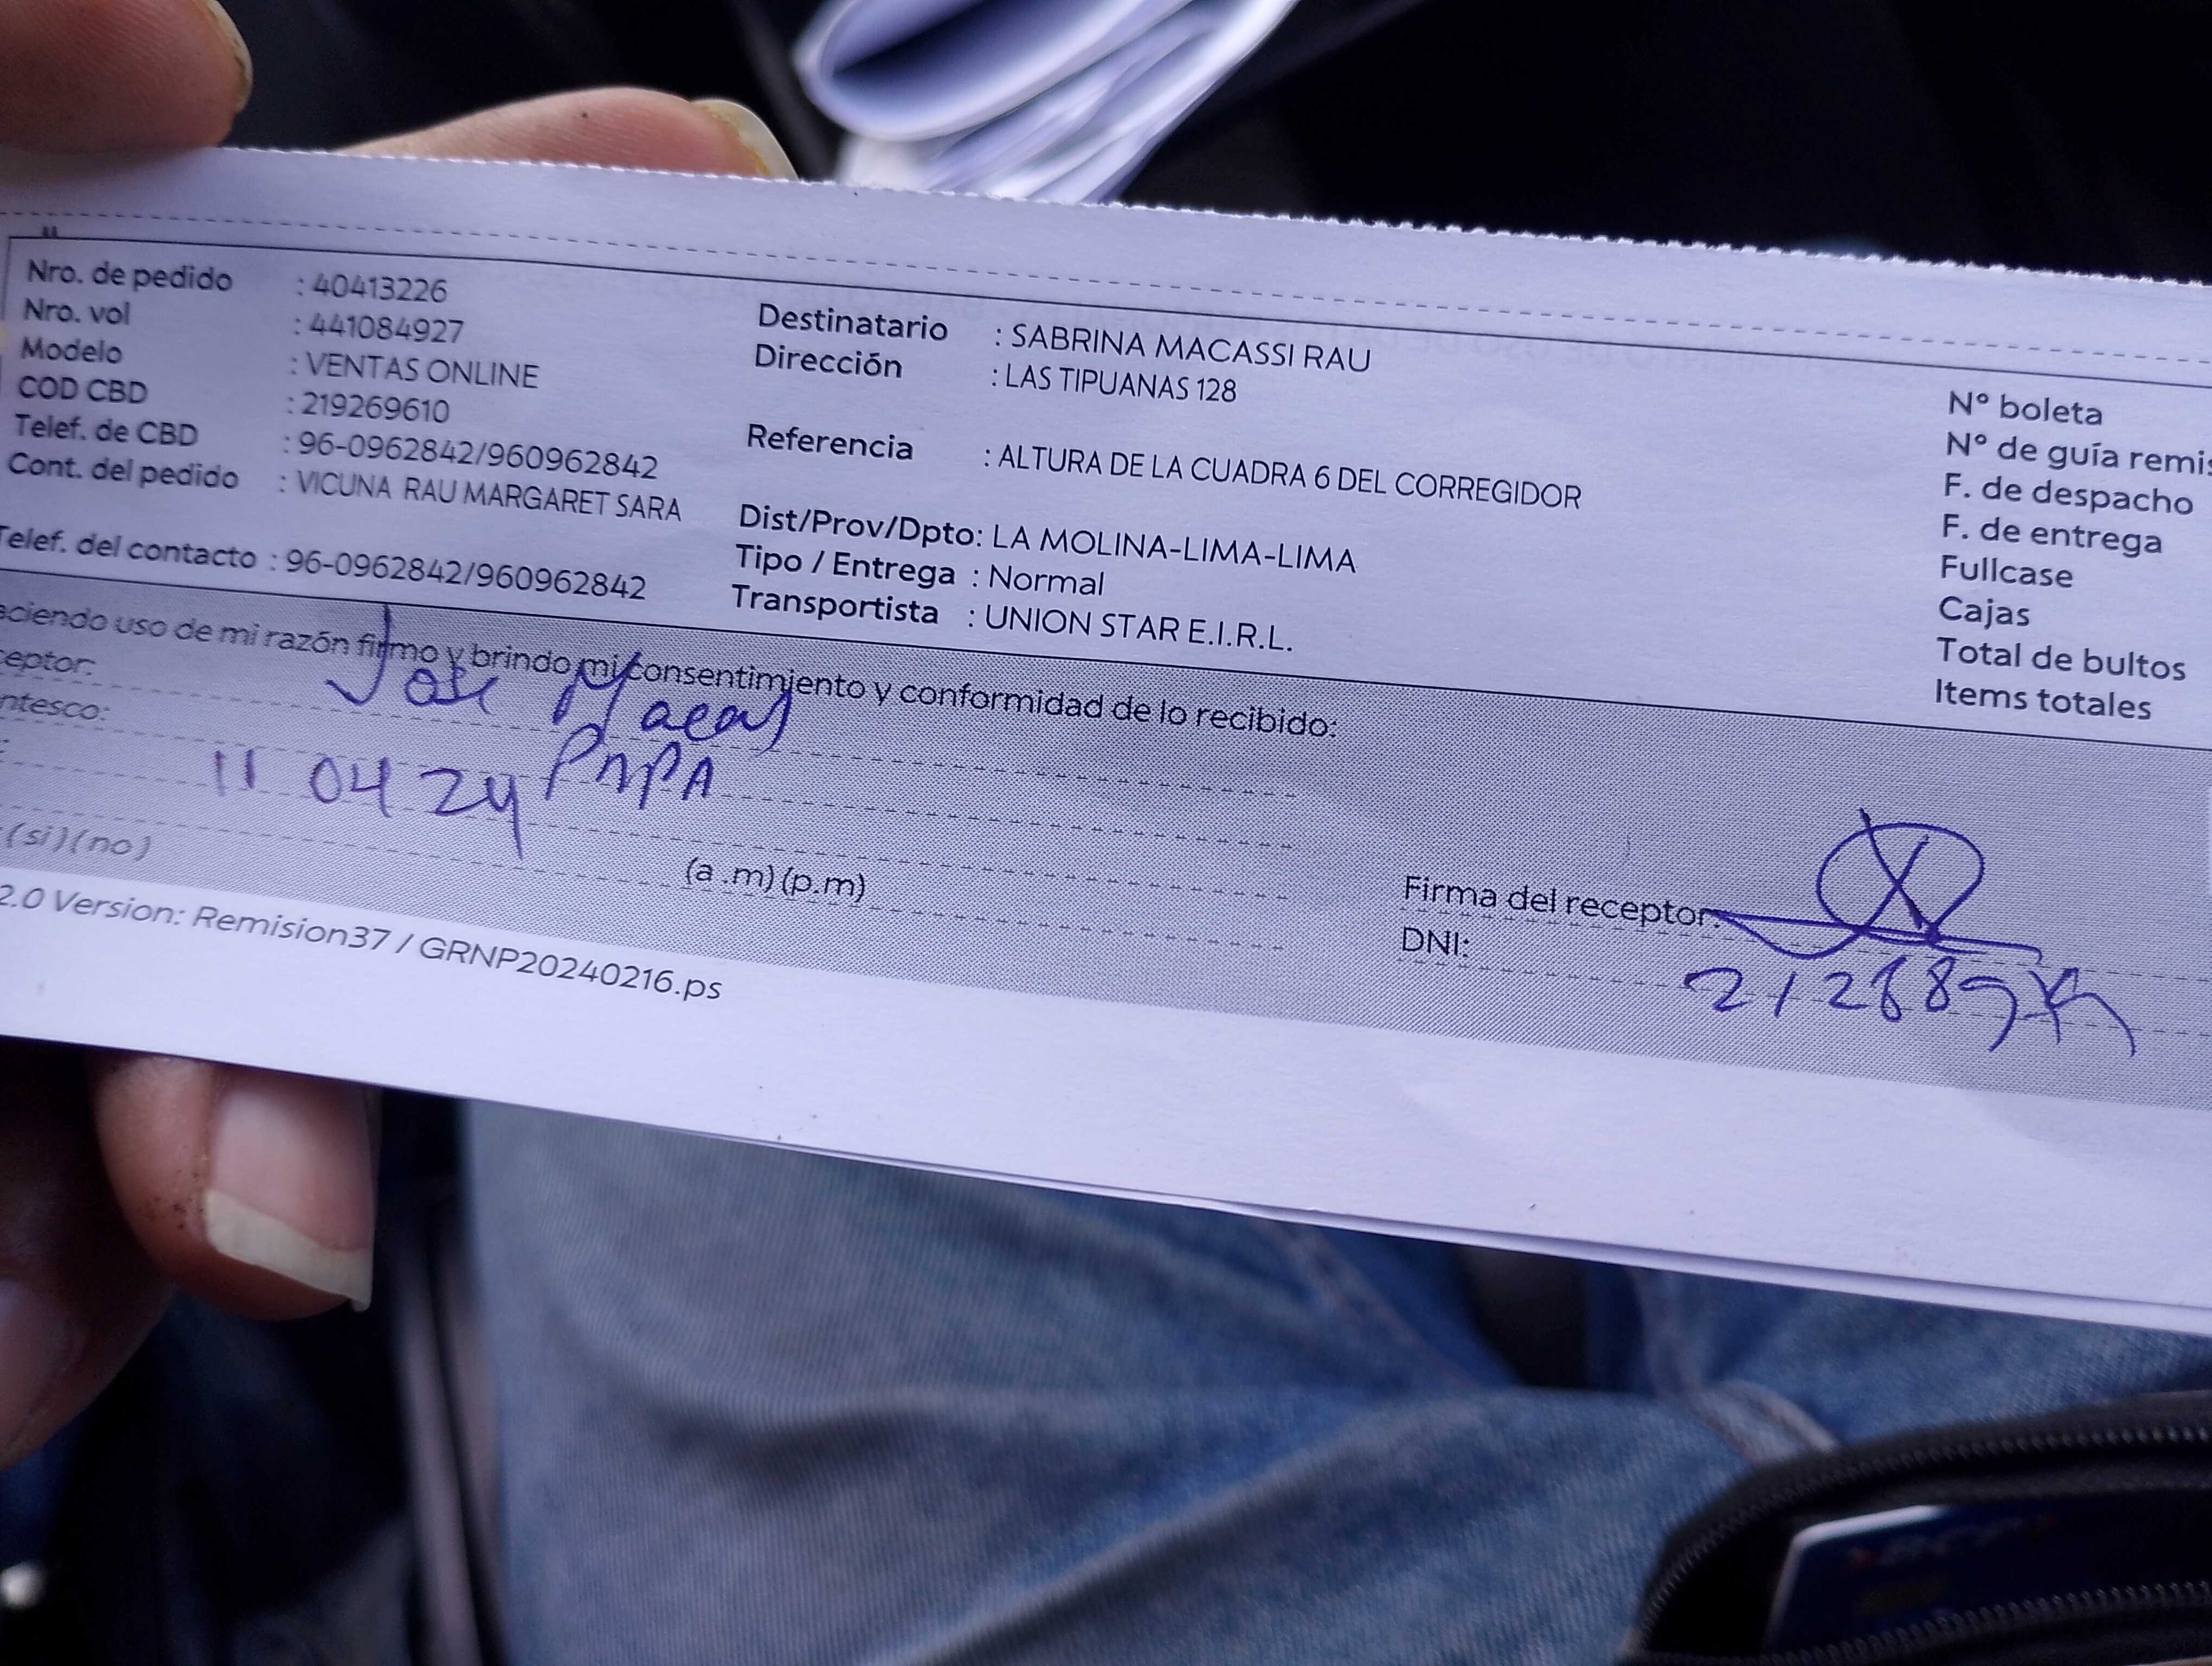 Nro. de pedido : 40413226
Nro. vol : 441084927
Modelo : VENTAS ONLINE
COD CBD : 219269610
Telef. de CBD : 96-0962842/960962842
Cont. del pedido : VICUNA RAU MARGARET SARA
Telef. del contacto : 96-0962842/960962842
Destinatario : SABRINA MACASSI RAU
Dirección : LAS TIPUANAS 128
Referencia : ALTURA DE LA CUADRA 6 DEL CORREGIDOR
Dist/Prov/Dpto: LA MOLINA-LIMA-LIMA
Tipo / Entrega : Normal
Transportista : UNION STAR E.I.R.L.
N° boleta
N° de guía remis
F. de despacho
F. de entrega
Fullcase
Cajas
Total de bultos
Items totales
aciendo uso de mi razón firmo y brindo mi consentimiento y conformidad de lo recibido:
ceptor: Jose
ntesco: PAPA
: 11 04 24
(si)(no) (a .m)(p.m)
Firma del receptor:
DNI:
2.0 Version: Remision37 / GRNP20240216.ps